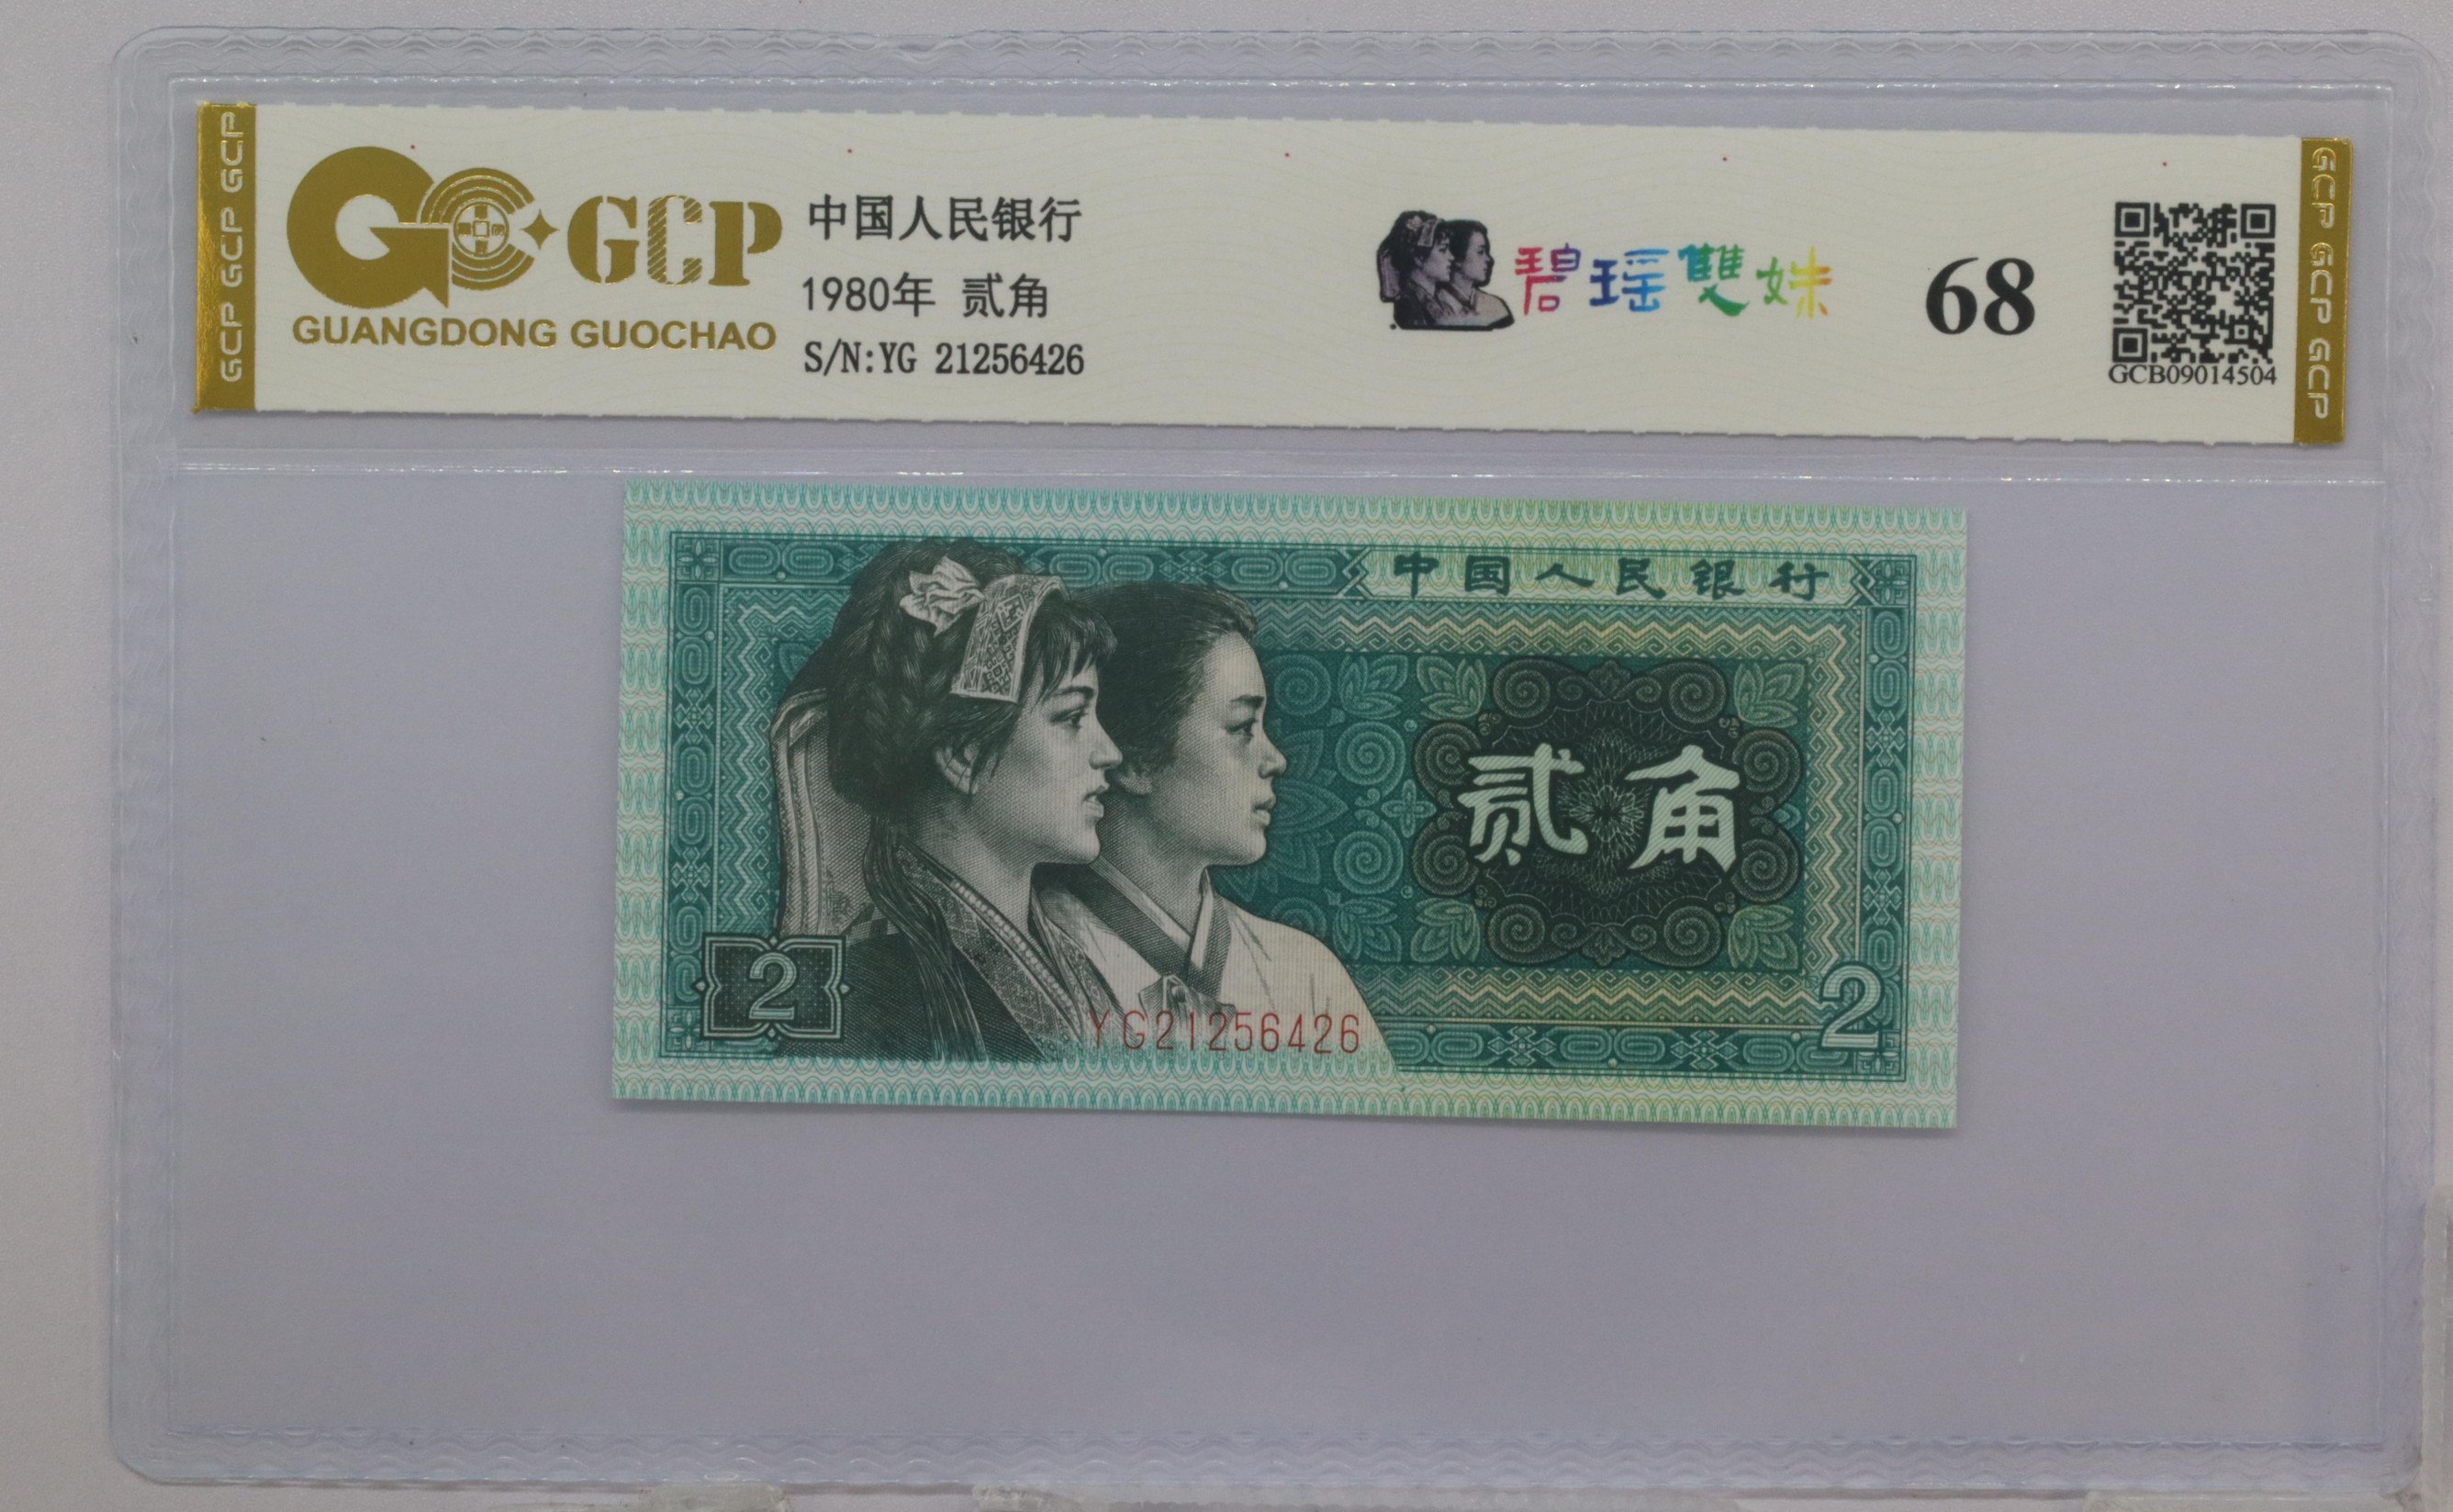 GCP GCP GCP
GCP
GUANGDONG GUOCHAO
中国人民银行
1980年 贰角
S/N:YG 21256426
碧瑶雙姝
68
GCB09014504
GCP GCP GCP
中国人民银行
贰角
2
2
YG21256426